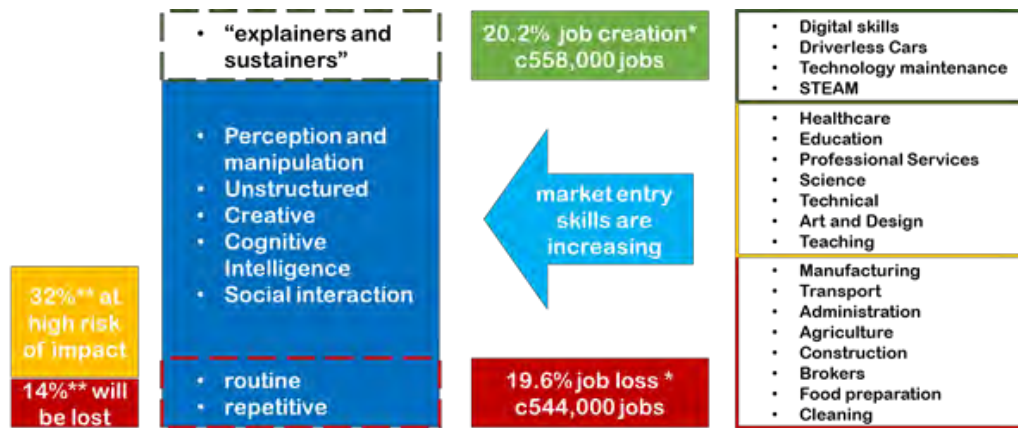 • “explainers and
sustainers”
• Perception and
manipulation
• Unstructured
• Creative
• Cognitive
Intelligence
• Social interaction
• routine
• repetitive
32%** at
high risk
of impact
14%** will
be lost
20.2% job creation*
c558,000 jobs
market entry
skills are
increasing
19.6% job loss *
c544,000 jobs
• Digital skills
• Driverless Cars
• Technology maintenance
• STEAM
• Healthcare
• Education
• Professional Services
• Science
• Technical
• Art and Design
• Teaching
• Manufacturing
• Transport
• Administration
• Agriculture
• Construction
• Brokers
• Food preparation
• Cleaning